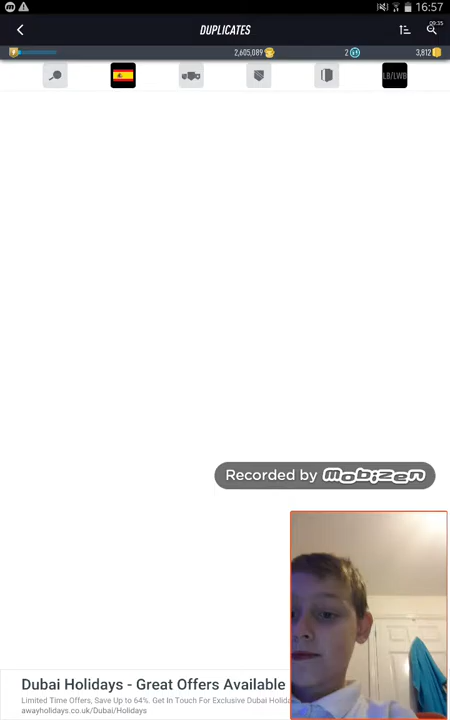 16:57
DUPLICATES
09:35
2,605,089
2
3,812
LB/LWB
Recorded by mobizen
Dubai Holidays - Great Offers Available
Limited Time Offers, Save Up to 64%. Get In Touch For Exclusive Dubai Holida
awayholidays.co.uk/Dubai/Holidays